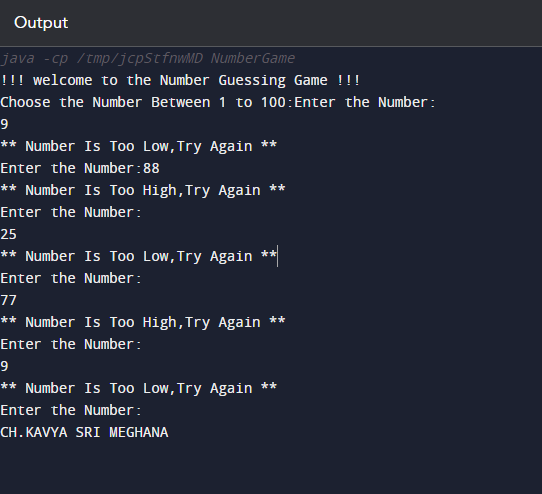 Output
java -cp /tmp/jcpStfnwMD NumberGame
!!! welcome to the Number Guessing Game !!!
Choose the Number Between 1 to 100:Enter the Number:
9
** Number Is Too Low,Try Again **
Enter the Number:88
** Number Is Too High,Try Again **
Enter the Number:
25
** Number Is Too Low,Try Again **
Enter the Number:
77
** Number Is Too High,Try Again **
Enter the Number:
9
** Number Is Too Low,Try Again **
Enter the Number:
CH.KAVYA SRI MEGHANA